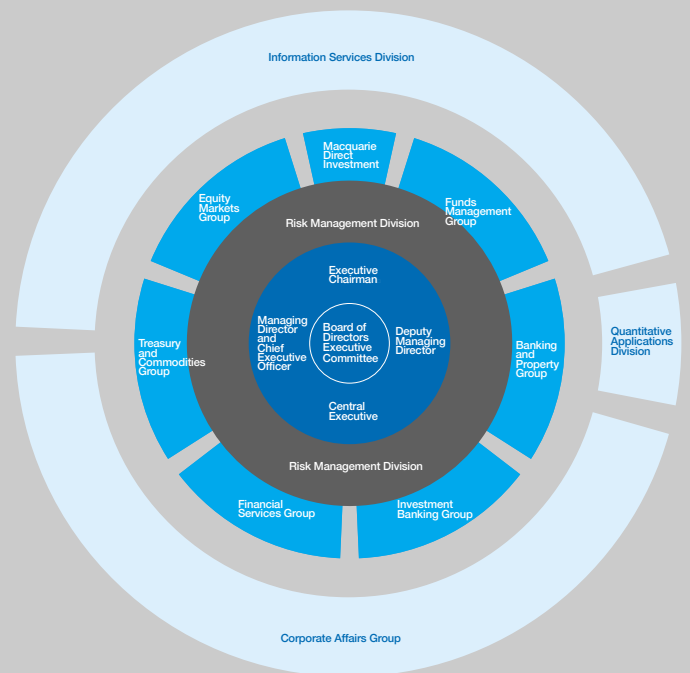 Information Services Division
Macquarie
Direct
Investment
Equity
Markets
Group
Funds
Management
Group
Risk Management Division
Executive
Chairman
Managing
Director
and
Chief
Executive
Officer
Board of
Directors
Executive
Committee
Deputy
Managing
Director
Quantitative
Applications
Division
Treasury
and
Commodities
Group
Banking
and
Property
Group
Central
Executive
Risk Management Division
Financial
Services Group
Investment
Banking Group
Corporate Affairs Group